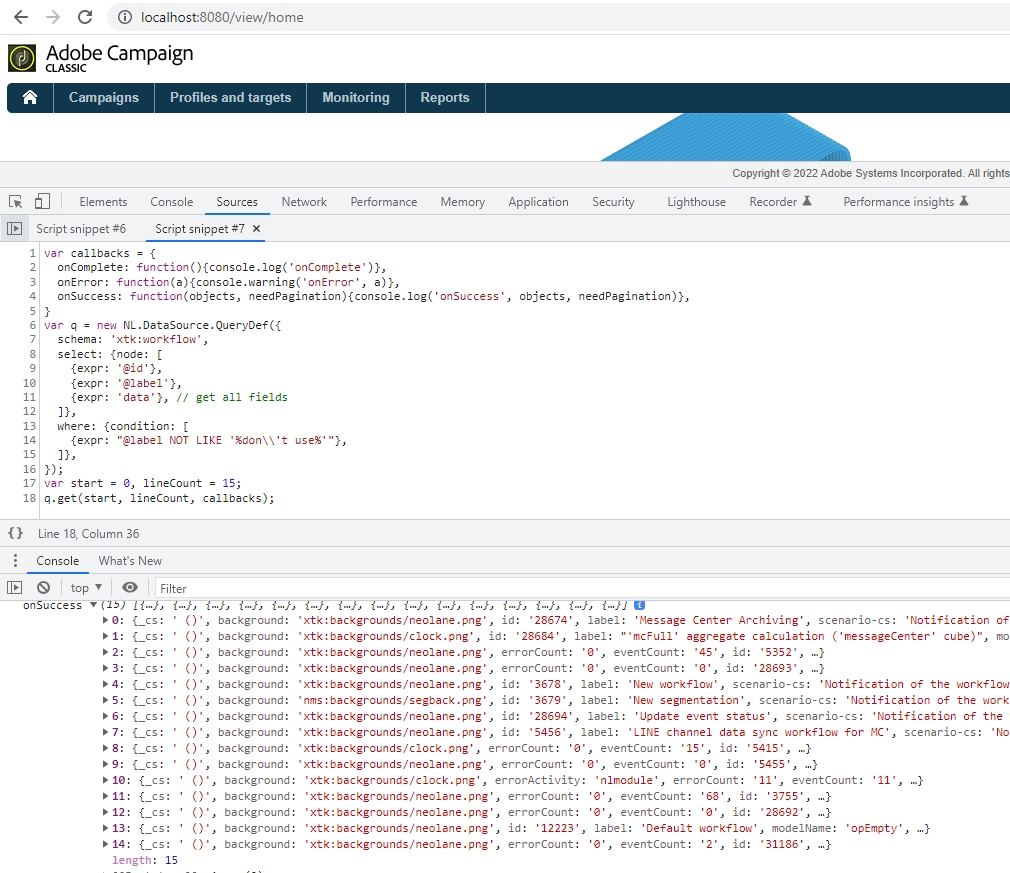 localhost:8080/view/home
Adobe Campaign
CLASSIC
Campaigns Profiles and targets Monitoring Reports
Copyright © 2022 Adobe Systems Incorporated. All rights
Elements Console Sources Network Performance Memory Application Security Lighthouse Recorder Performance insights
Script snippet #6 Script snippet #7 ×
1 var callbacks = {
2 onComplete: function(){console.log('onComplete')},
3 onError: function(a){console.warning('onError', a)},
4 onSuccess: function(objects, needPagination){console.log('onSuccess', objects, needPagination)},
5 }
6 var q = new NL.DataSource.QueryDef({
7 schema: 'xtk:workflow',
8 select: {node: [
9 {expr: '@id'},
10 {expr: '@label'},
11 {expr: 'data'}, // get all fields
12 ]},
13 where: {condition: [
14 {expr: "@label NOT LIKE '%don\\'t use%'"},
15 ]},
16 });
17 var start = 0, lineCount = 15;
18 q.get(start, lineCount, callbacks);
{} Line 18, Column 36
Console What's New
top ▼ Filter
onSuccess ▼ (15) [{…}, {…}, {…}, {…}, {…}, {…}, {…}, {…}, {…}, {…}, {…}, {…}, {…}, {…}, {…}] i
▶ 0: {_cs: ' ()', background: 'xtk:backgrounds/neolane.png', id: '28674', label: 'Message Center Archiving', scenario-cs: 'Notification of
▶ 1: {_cs: ' ()', background: 'xtk:backgrounds/clock.png', id: '28684', label: "'mcFull' aggregate calculation ('messageCenter' cube)", mo
▶ 2: {_cs: ' ()', background: 'xtk:backgrounds/neolane.png', errorCount: '0', eventCount: '45', id: '5352', …}
▶ 3: {_cs: ' ()', background: 'xtk:backgrounds/neolane.png', errorCount: '0', eventCount: '0', id: '28693', …}
▶ 4: {_cs: ' ()', background: 'xtk:backgrounds/neolane.png', id: '3678', label: 'New workflow', scenario-cs: 'Notification of the workflow
▶ 5: {_cs: ' ()', background: 'nms:backgrounds/segback.png', id: '3679', label: 'New segmentation', scenario-cs: 'Notification of the work
▶ 6: {_cs: ' ()', background: 'xtk:backgrounds/neolane.png', id: '28694', label: 'Update event status', scenario-cs: 'Notification of the
▶ 7: {_cs: ' ()', background: 'xtk:backgrounds/neolane.png', id: '5456', label: 'LINE channel data sync workflow for MC', scenario-cs: 'No
▶ 8: {_cs: ' ()', background: 'xtk:backgrounds/clock.png', errorCount: '0', eventCount: '15', id: '5415', …}
▶ 9: {_cs: ' ()', background: 'xtk:backgrounds/neolane.png', errorCount: '0', eventCount: '0', id: '5455', …}
▶ 10: {_cs: ' ()', background: 'xtk:backgrounds/clock.png', errorActivity: 'nlmodule', errorCount: '11', eventCount: '11', …}
▶ 11: {_cs: ' ()', background: 'xtk:backgrounds/neolane.png', errorCount: '0', eventCount: '68', id: '3755', …}
▶ 12: {_cs: ' ()', background: 'xtk:backgrounds/neolane.png', errorCount: '0', eventCount: '0', id: '28692', …}
▶ 13: {_cs: ' ()', background: 'xtk:backgrounds/neolane.png', id: '12223', label: 'Default workflow', modelName: 'opEmpty', …}
▶ 14: {_cs: ' ()', background: 'xtk:backgrounds/neolane.png', errorCount: '0', eventCount: '2', id: '31186', …}
length: 15